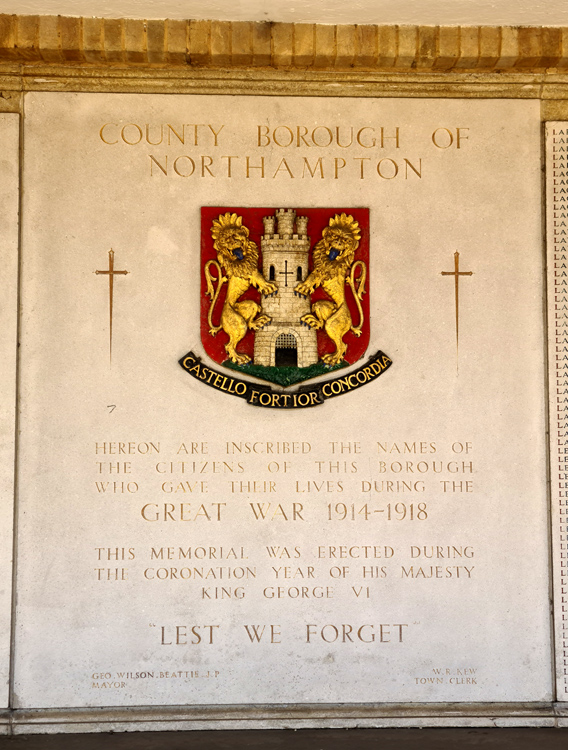 COUNTY BOROUGH OF
NORTHAMPTON
CASTELLO FORTIOR CONCORDIA
HEREON ARE INSCRIBED THE NAMES OF
THE CITIZENS OF THIS BOROUGH
WHO GAVE THEIR LIVES DURING THE
GREAT WAR 1914-1918
THIS MEMORIAL WAS ERECTED DURING
THE CORONATION YEAR OF HIS MAJESTY
KING GEORGE VI
"LEST WE FORGET"
GEO. WILSON. BEATTIE. J.P.
MAYOR
W. R. KEW
TOWN CLERK